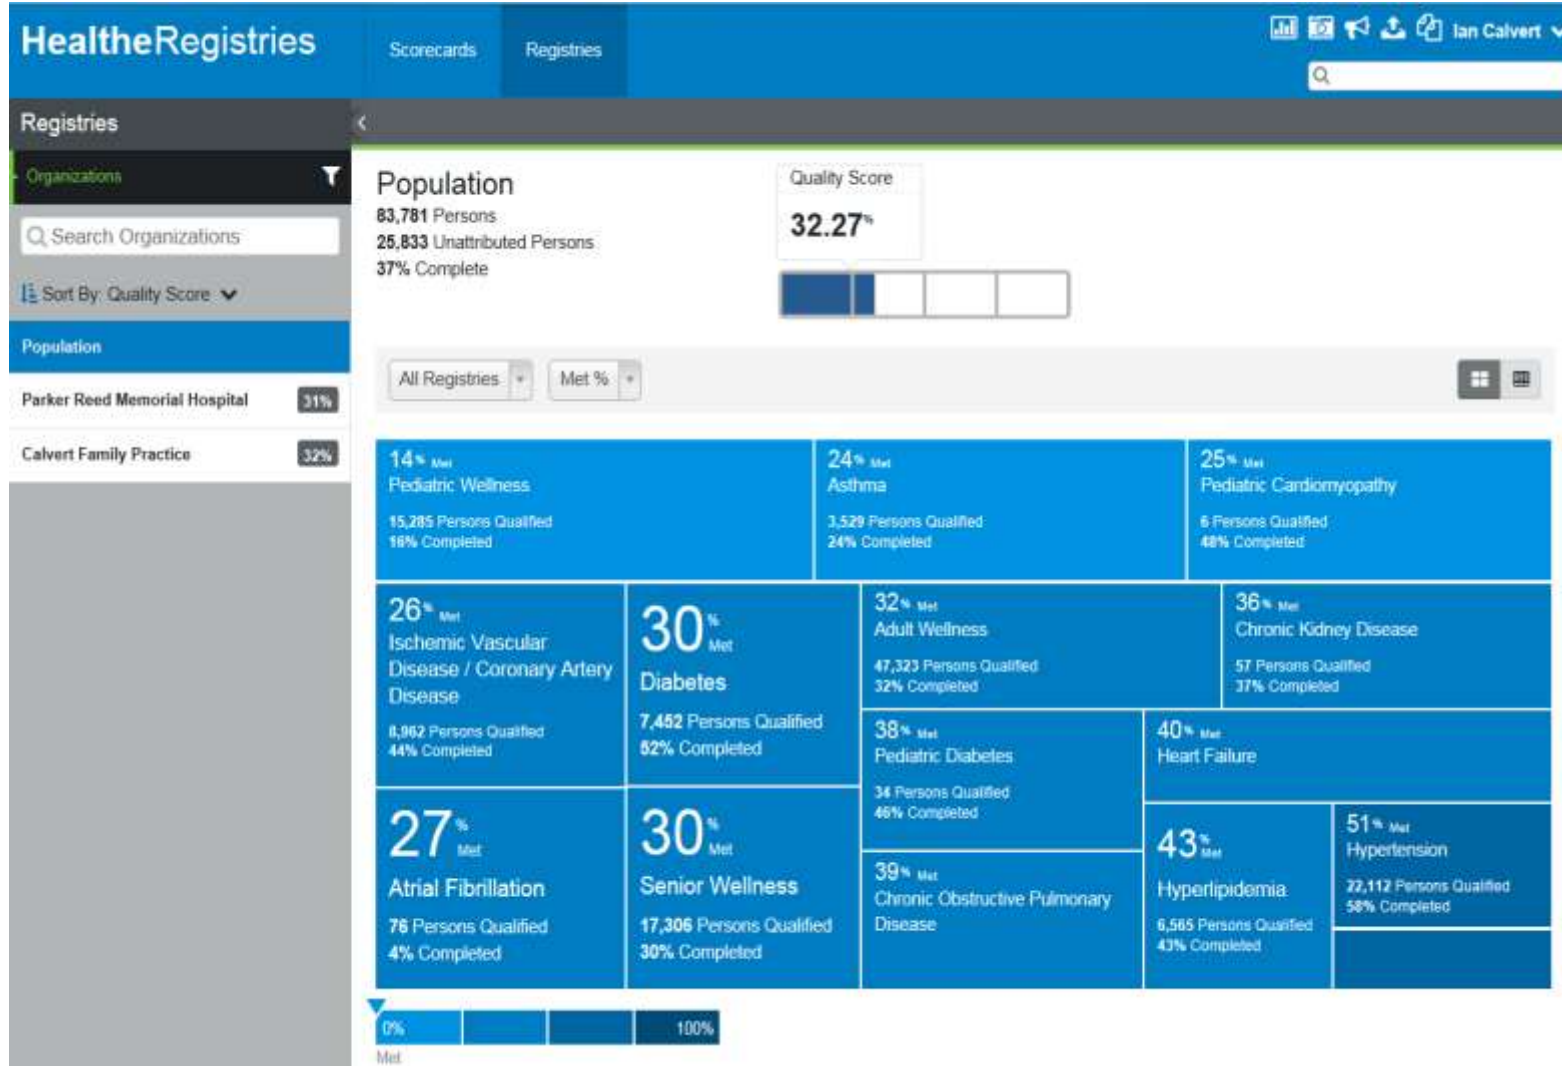 HealtheRegistries
Scorecards
Registries
Ian Calvert
Registries
Organizations
Search Organizations
Sort By: Quality Score
Population
Parker Reed Memorial Hospital 31%
Calvert Family Practice 32%
Population
83,781 Persons
25,833 Unattributed Persons
37% Complete
Quality Score
32.27%
All Registries
Met %
14% Met
Pediatric Wellness
15,285 Persons Qualified
16% Completed
24% Met
Asthma
3,529 Persons Qualified
24% Completed
25% Met
Pediatric Cardiomyopathy
6 Persons Qualified
48% Completed
26% Met
Ischemic Vascular
Disease / Coronary Artery
Disease
8,962 Persons Qualified
44% Completed
30% Met
Diabetes
7,452 Persons Qualified
52% Completed
32% Met
Adult Wellness
47,323 Persons Qualified
32% Completed
36% Met
Chronic Kidney Disease
57 Persons Qualified
37% Completed
27% Met
Atrial Fibrillation
76 Persons Qualified
4% Completed
30% Met
Senior Wellness
17,306 Persons Qualified
30% Completed
38% Met
Pediatric Diabetes
34 Persons Qualified
46% Completed
39% Met
Chronic Obstructive Pulmonary
Disease
40% Met
Heart Failure
43% Met
Hyperlipidemia
6,565 Persons Qualified
43% Completed
51% Met
Hypertension
22,112 Persons Qualified
58% Completed
0%
100%
Met